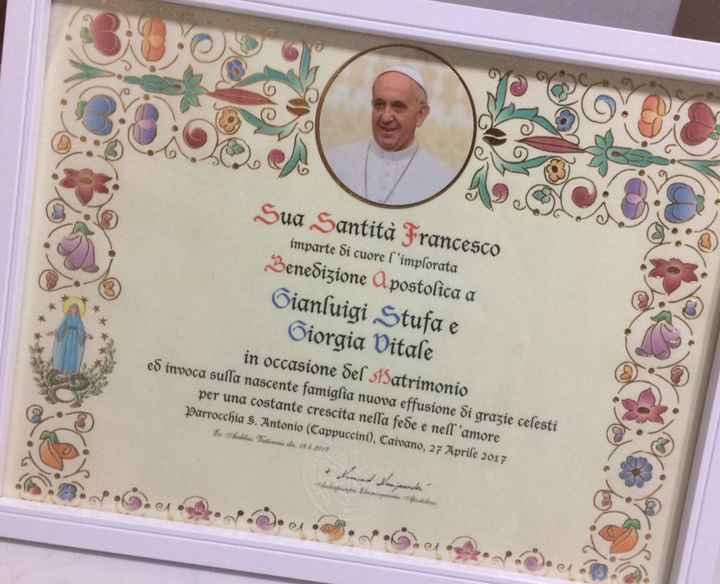 Sua Santità Francesco
imparte di cuore l'implorata
Benedizione Apostolica a
Gianluigi Stufa e
Giorgia Vitale
in occasione del Matrimonio
ed invoca sulla nascente famiglia nuova effusione di grazie celesti
per una costante crescita nella fede e nell'amore
Parrocchia S. Antonio (Cappuccini), Caivano, 27 Aprile 2017